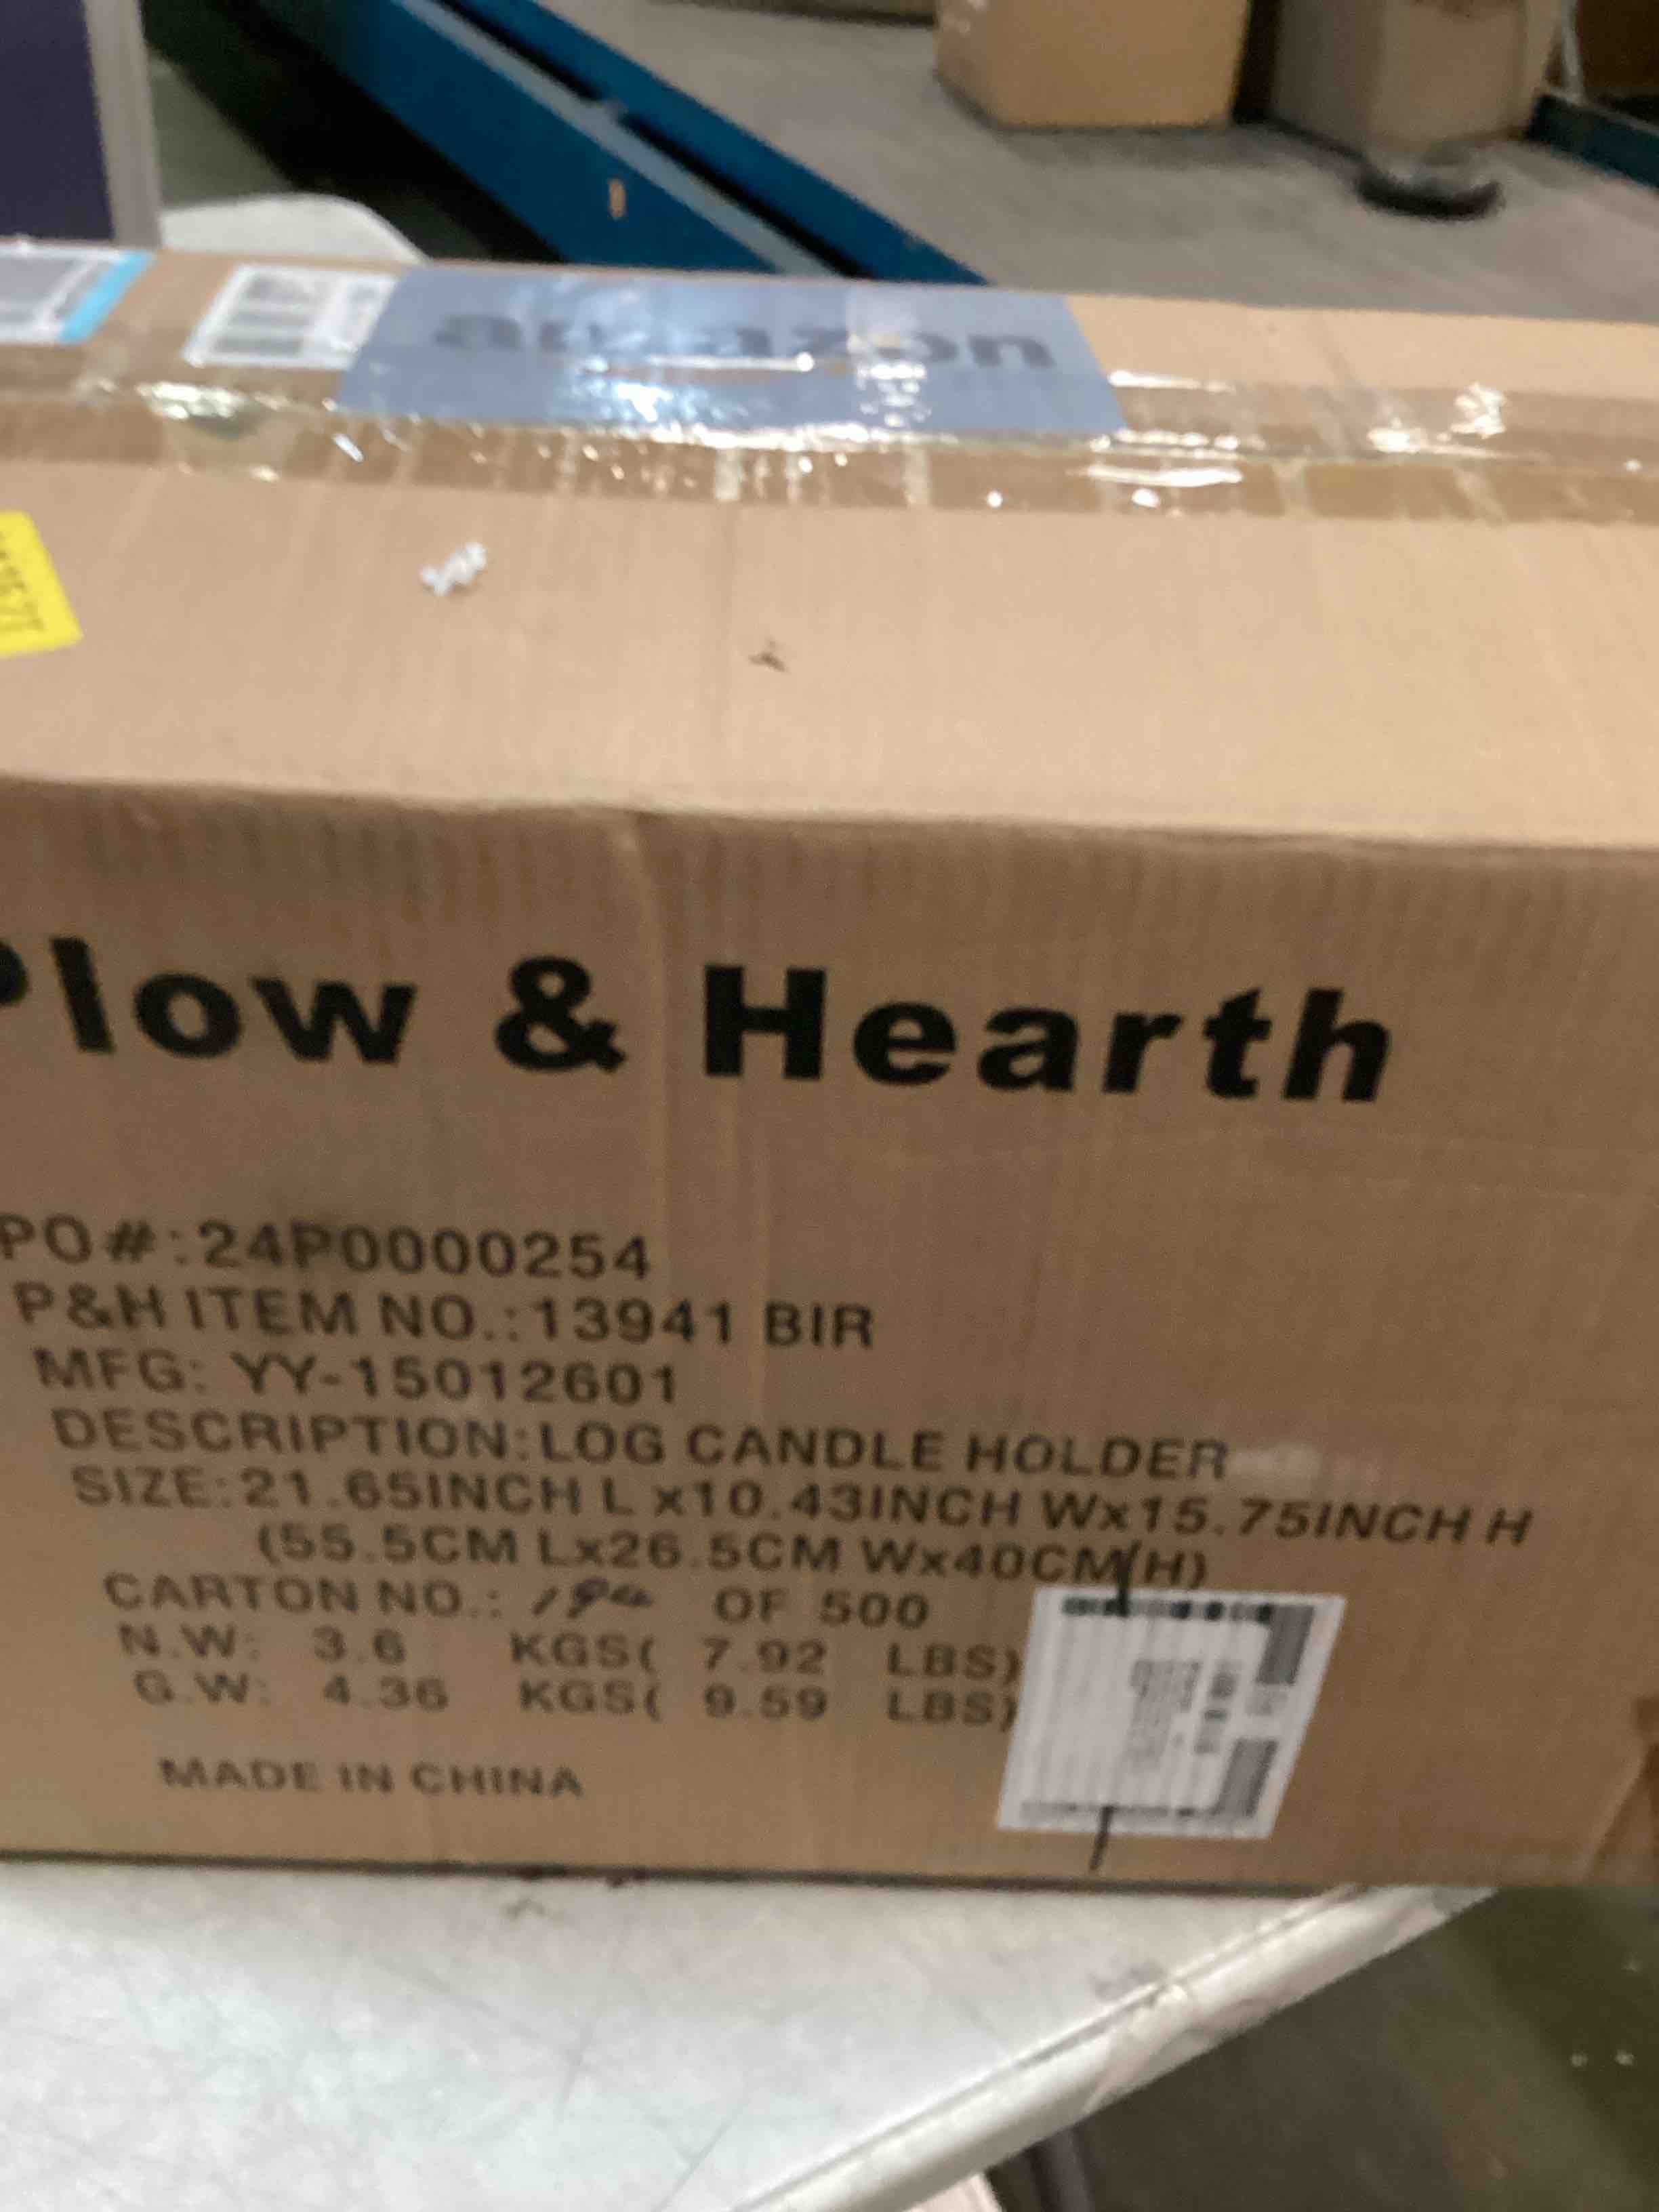 amazon
Plow & Hearth
PO#:24P0000254
P&H ITEM NO.:13941 BIR
MFG: YY-15012601
DESCRIPTION:LOG CANDLE HOLDER
SIZE:21.65INCH L x10.43INCH Wx15.75INCH H
(55.5CM Lx26.5CM Wx40CM(H)
CARTON NO.: OF 500
N.W: 3.6 KGS( 7.92 LBS)
G.W: 4.36 KGS( 9.59 LBS)
MADE IN CHINA